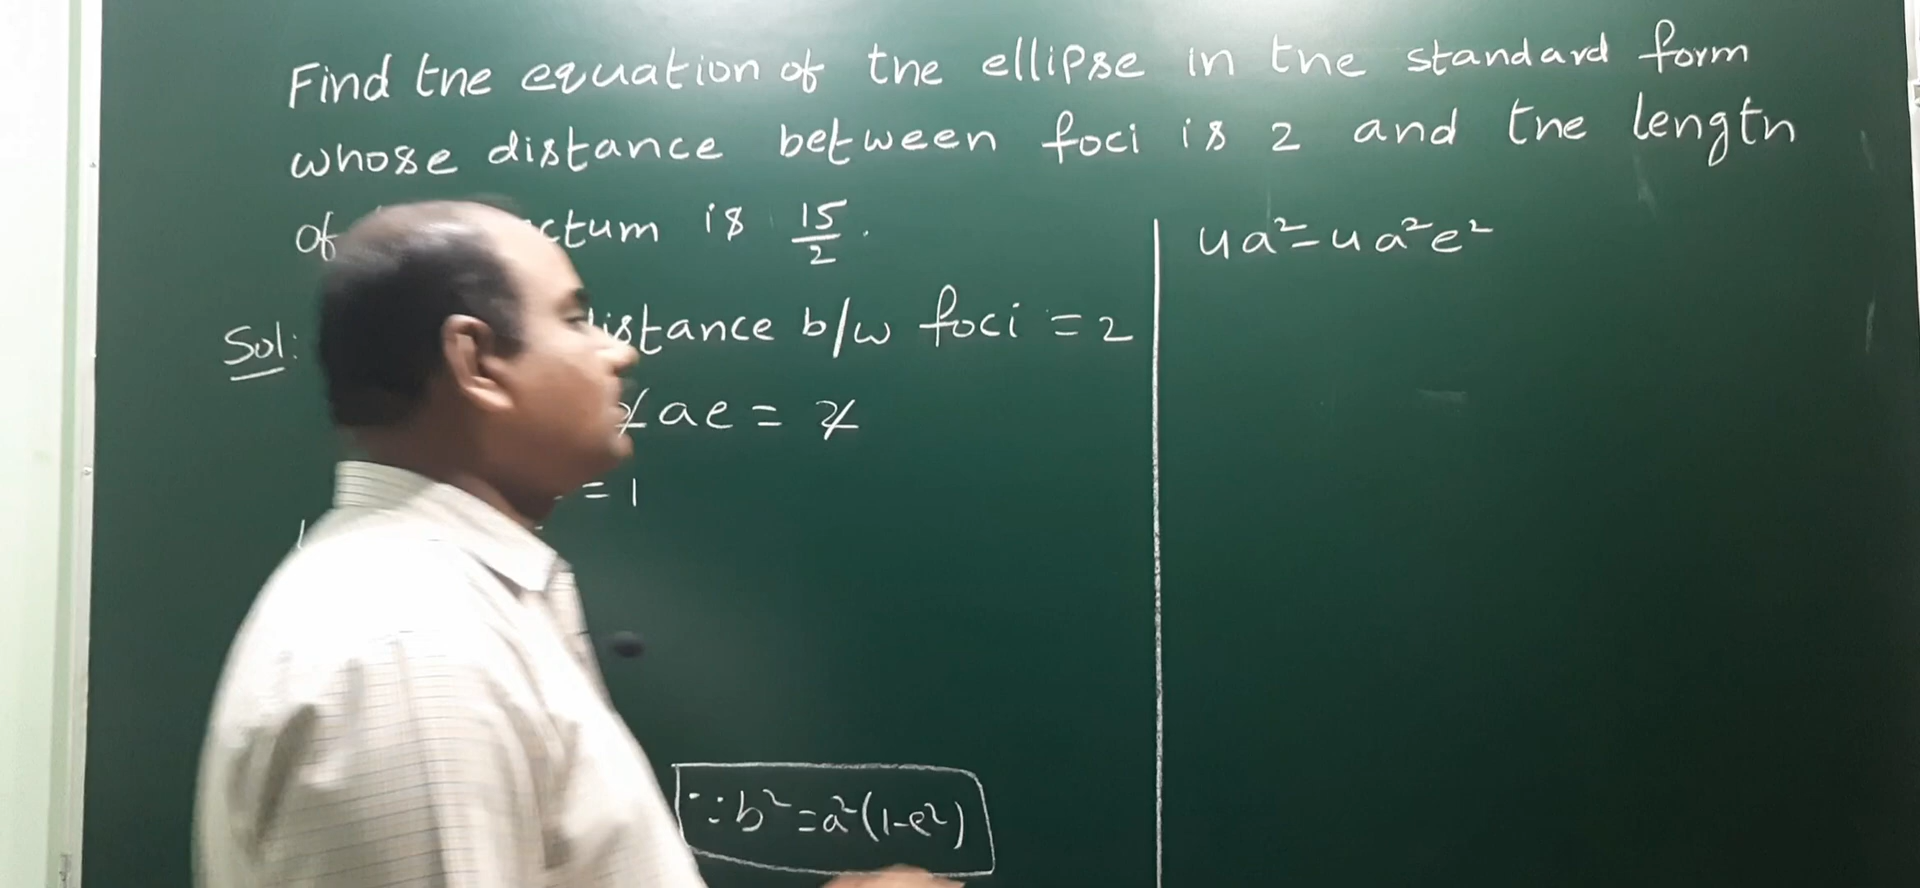 Find the equation of the ellipse in the standard form
whose distance between foci is 2 and the length
of ctum is 15/2.
Sol: istance b/w foci = 2
2ae = 2
= 1
∵ b² = a²(1-e²)
4a² = 4a²e²